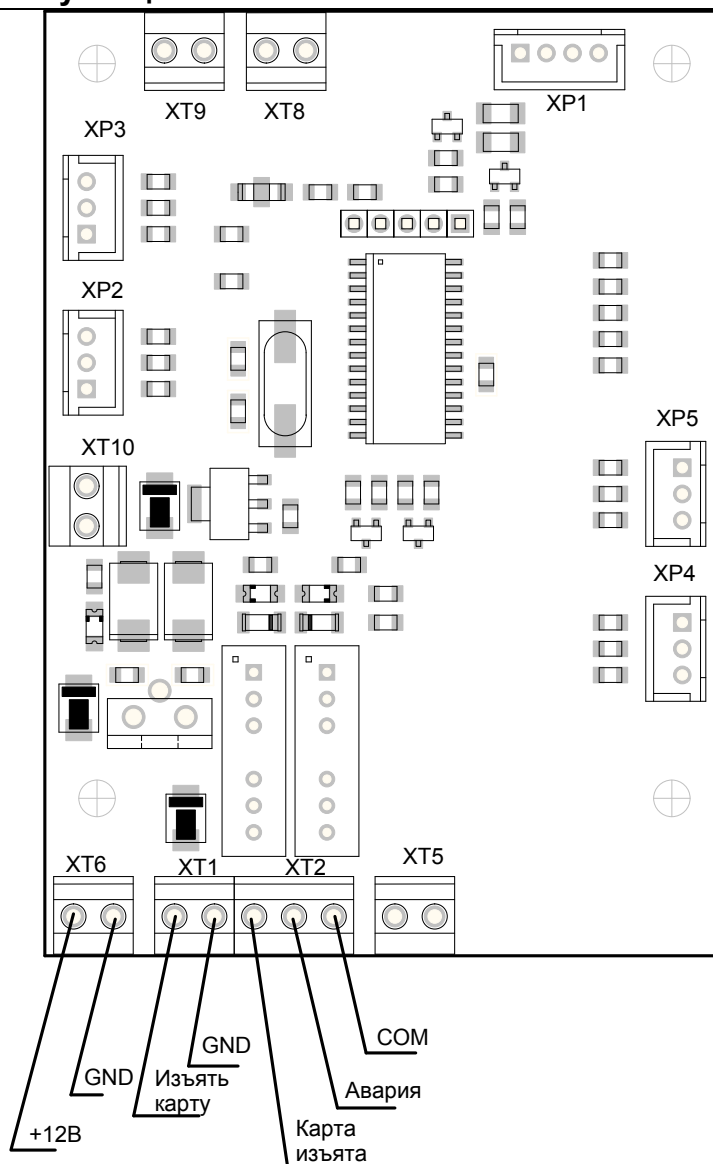 XT9
XT8
XP1
XP3
XP2
XT10
XP5
XP4
XT6
XT1
XT2
XT5
COM
GND
GND
Изъять
карту
Авария
+12В
Карта
изъята